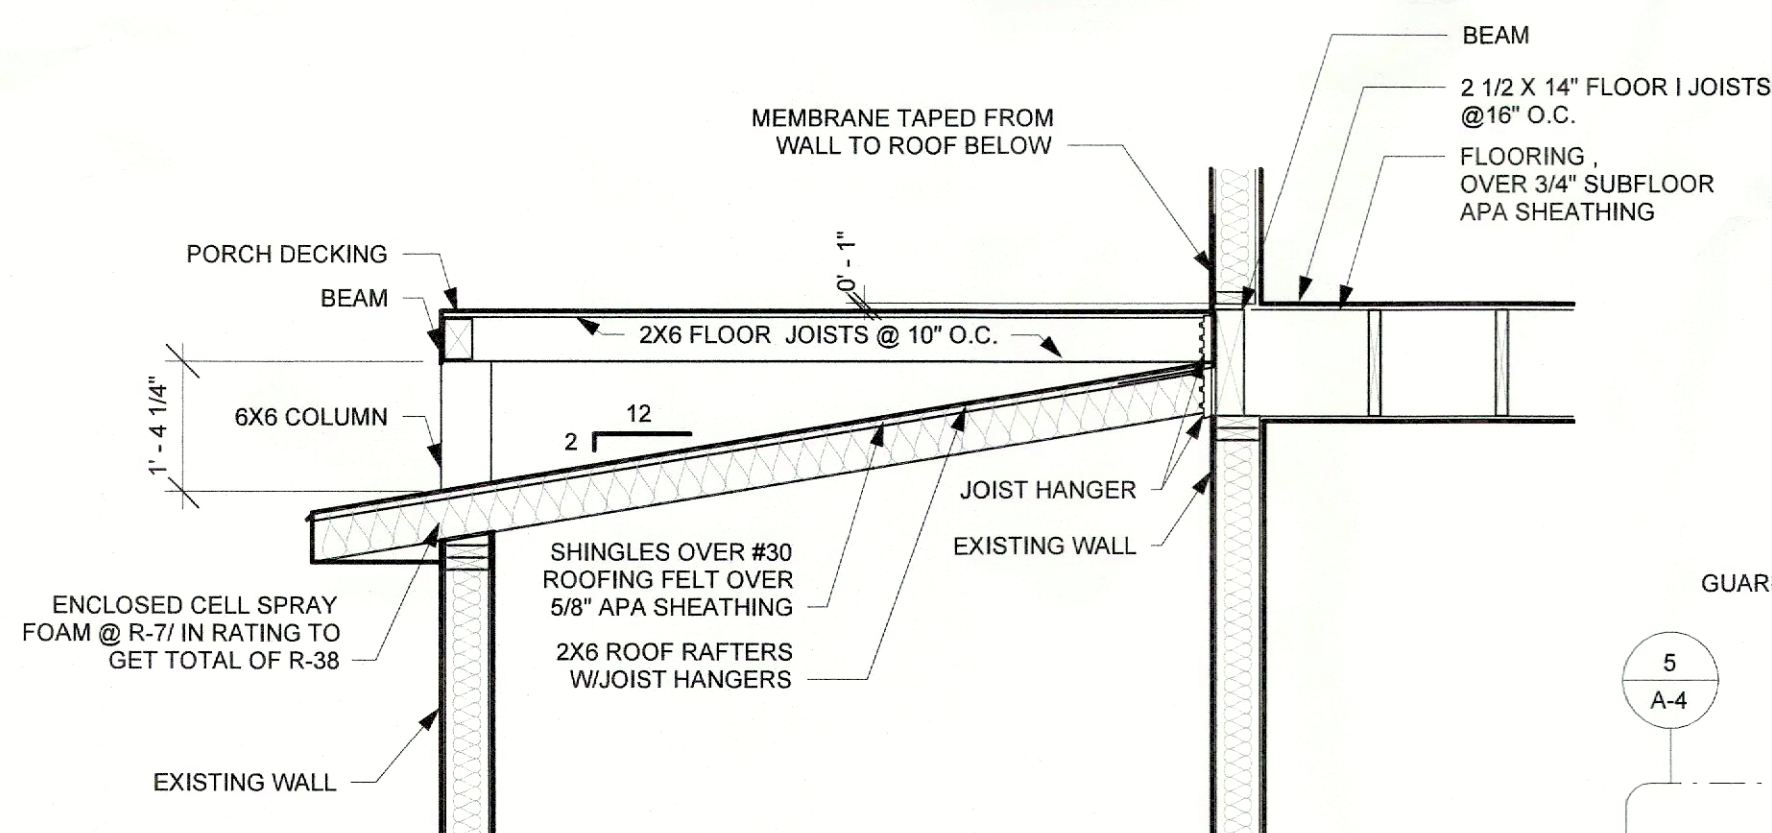 BEAM
2 1/2 X 14" FLOOR I JOISTS
@16" O.C.
MEMBRANE TAPED FROM
WALL TO ROOF BELOW
FLOORING ,
OVER 3/4" SUBFLOOR
APA SHEATHING
PORCH DECKING
0' - 1"
BEAM
2X6 FLOOR JOISTS @ 10" O.C.
1' - 4 1/4"
6X6 COLUMN
12
2
JOIST HANGER
EXISTING WALL
SHINGLES OVER #30
ROOFING FELT OVER
5/8" APA SHEATHING
ENCLOSED CELL SPRAY
FOAM @ R-7/ IN RATING TO
GET TOTAL OF R-38
2X6 ROOF RAFTERS
W/JOIST HANGERS
GUAR
5
A-4
EXISTING WALL